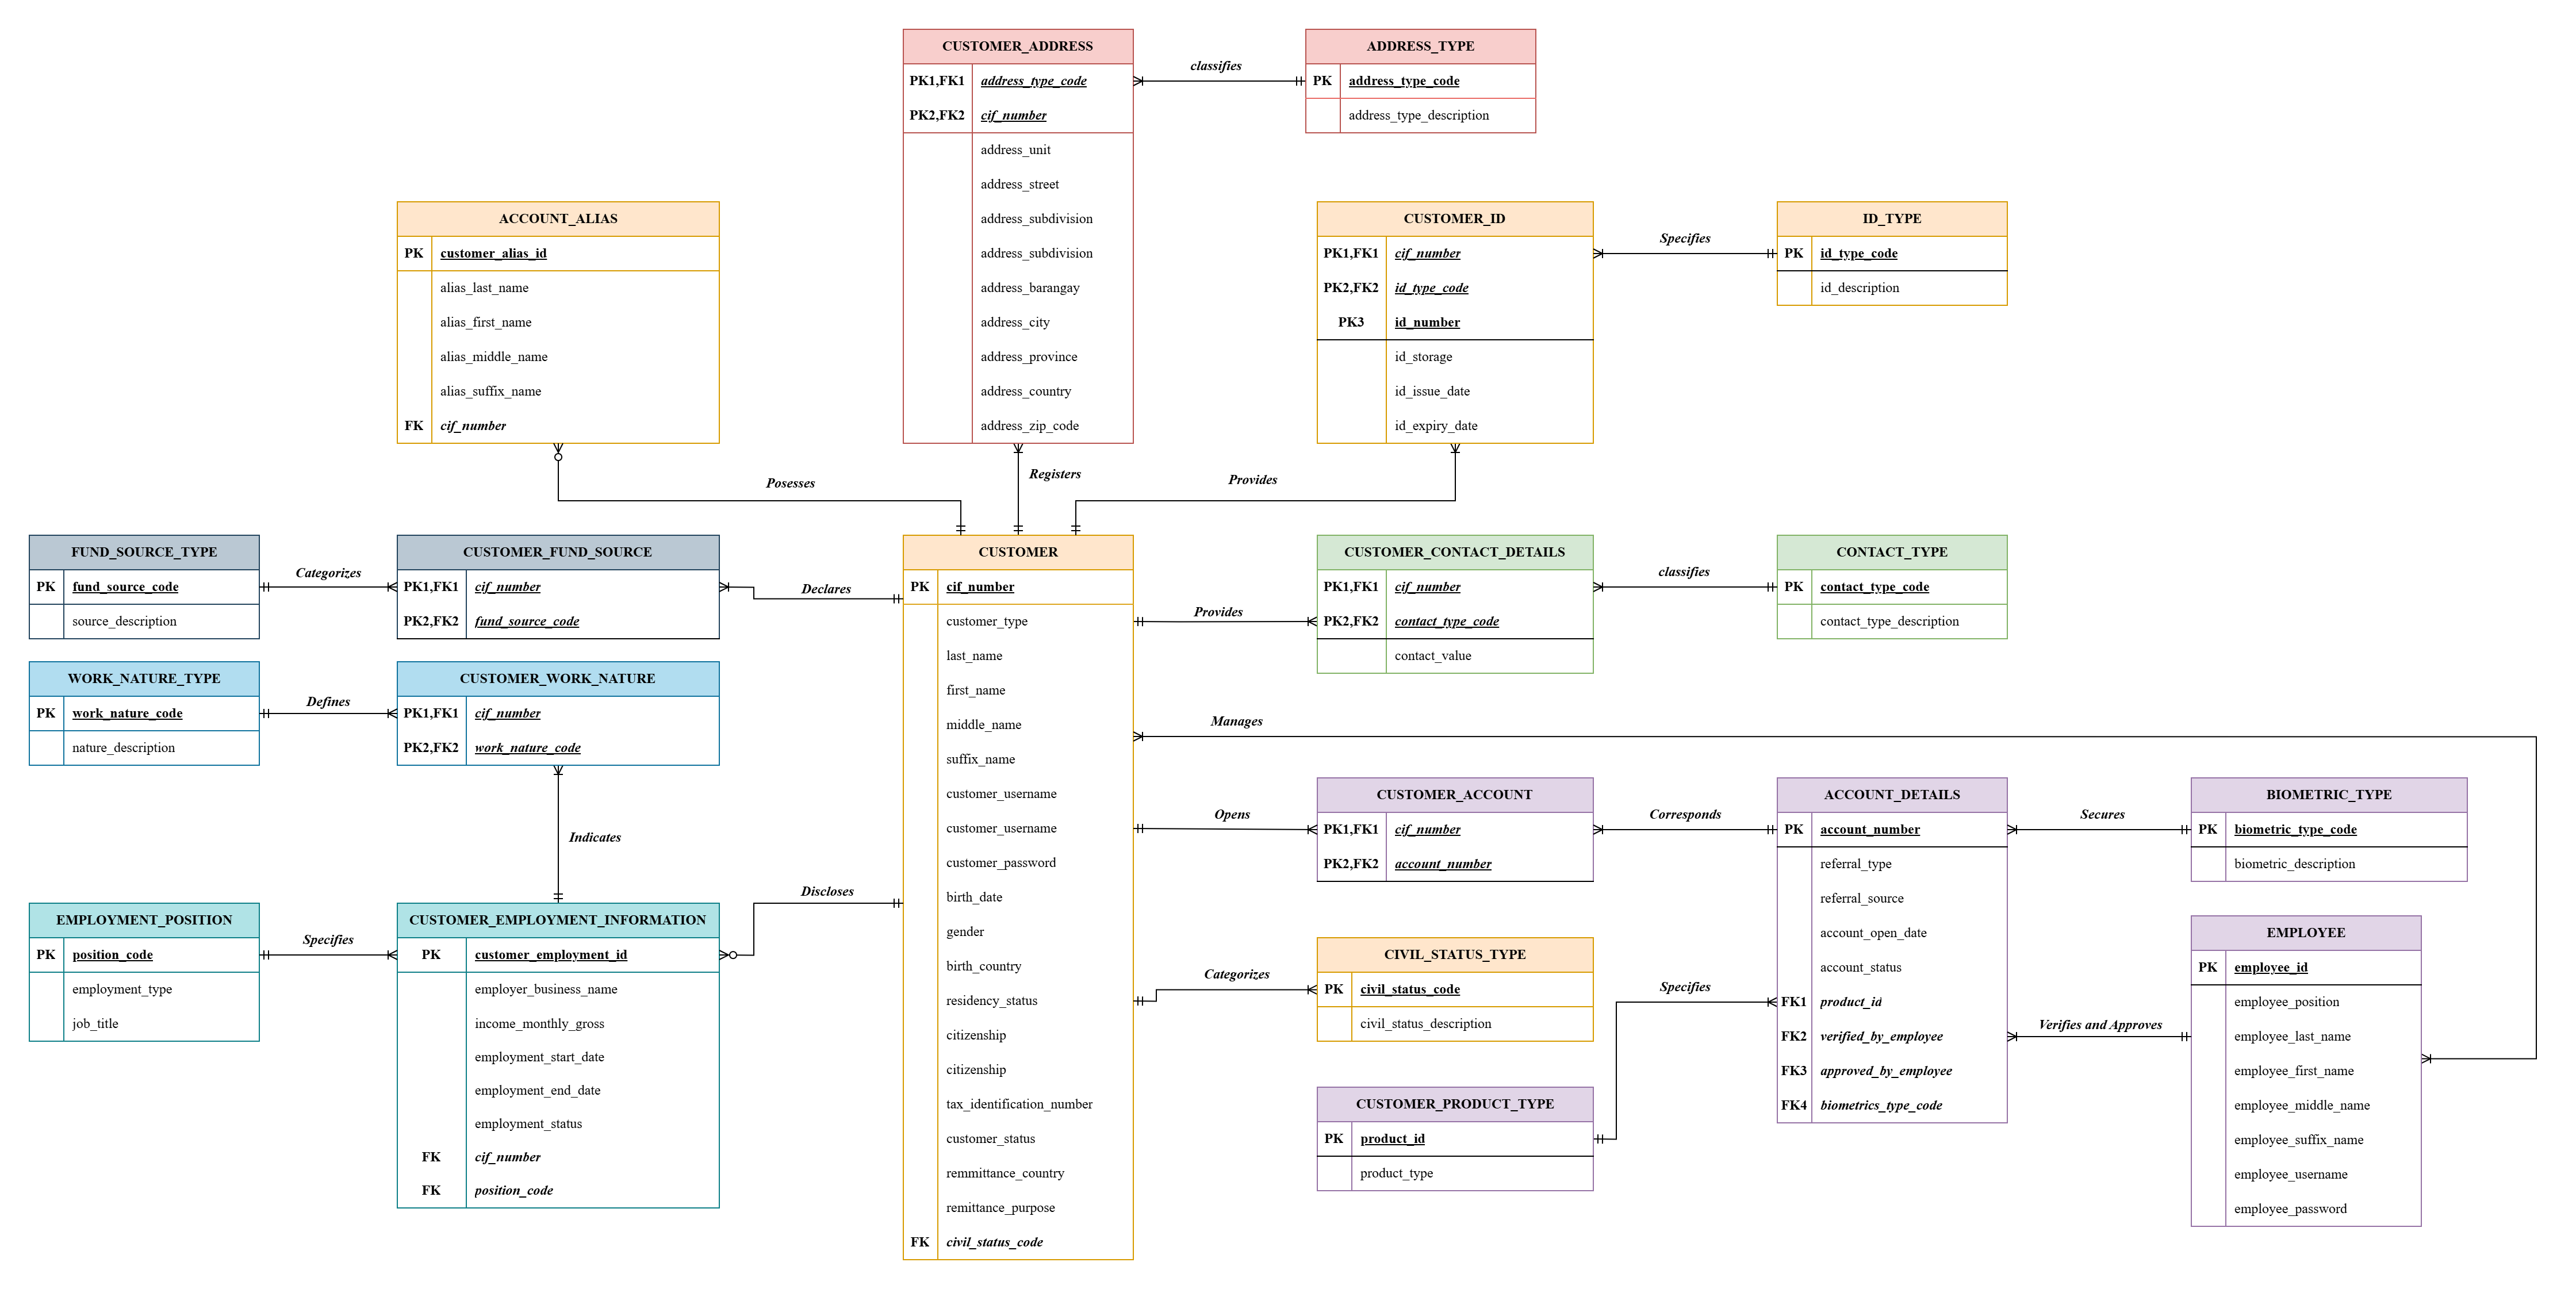 CUSTOMER_ADDRESS
PK1,FK1 address_type_code
PK2,FK2 cif_number
address_unit
address_street
address_subdivision
address_subdivision
address_barangay
address_city
address_province
address_country
address_zip_code
classifies
ADDRESS_TYPE
PK address_type_code
address_type_description
ACCOUNT_ALIAS
PK customer_alias_id
alias_last_name
alias_first_name
alias_middle_name
alias_suffix_name
FK cif_number
CUSTOMER_ID
PK1,FK1 cif_number
PK2,FK2 id_type_code
PK3 id_number
id_storage
id_issue_date
id_expiry_date
Specifies
ID_TYPE
PK id_type_code
id_description
Posesses
Registers
Provides
FUND_SOURCE_TYPE
PK fund_source_code
source_description
Categorizes
CUSTOMER_FUND_SOURCE
PK1,FK1 cif_number
PK2,FK2 fund_source_code
Declares
CUSTOMER
PK cif_number
customer_type
last_name
first_name
middle_name
suffix_name
customer_username
customer_username
customer_password
birth_date
gender
birth_country
residency_status
citizenship
citizenship
tax_identification_number
customer_status
remmittance_country
remittance_purpose
FK civil_status_code
Provides
CUSTOMER_CONTACT_DETAILS
PK1,FK1 cif_number
PK2,FK2 contact_type_code
contact_value
classifies
CONTACT_TYPE
PK contact_type_code
contact_type_description
WORK_NATURE_TYPE
PK work_nature_code
nature_description
Defines
CUSTOMER_WORK_NATURE
PK1,FK1 cif_number
PK2,FK2 work_nature_code
Manages
Indicates
Opens
CUSTOMER_ACCOUNT
PK1,FK1 cif_number
PK2,FK2 account_number
Corresponds
ACCOUNT_DETAILS
PK account_number
referral_type
referral_source
account_open_date
account_status
FK1 product_id
FK2 verified_by_employee
FK3 approved_by_employee
FK4 biometrics_type_code
Secures
BIOMETRIC_TYPE
PK biometric_type_code
biometric_description
EMPLOYMENT_POSITION
PK position_code
employment_type
job_title
Specifies
CUSTOMER_EMPLOYMENT_INFORMATION
PK customer_employment_id
employer_business_name
income_monthly_gross
employment_start_date
employment_end_date
employment_status
FK cif_number
FK position_code
Discloses
Categorizes
CIVIL_STATUS_TYPE
PK civil_status_code
civil_status_description
Specifies
CUSTOMER_PRODUCT_TYPE
PK product_id
product_type
Verifies and Approves
EMPLOYEE
PK employee_id
employee_position
employee_last_name
employee_first_name
employee_middle_name
employee_suffix_name
employee_username
employee_password